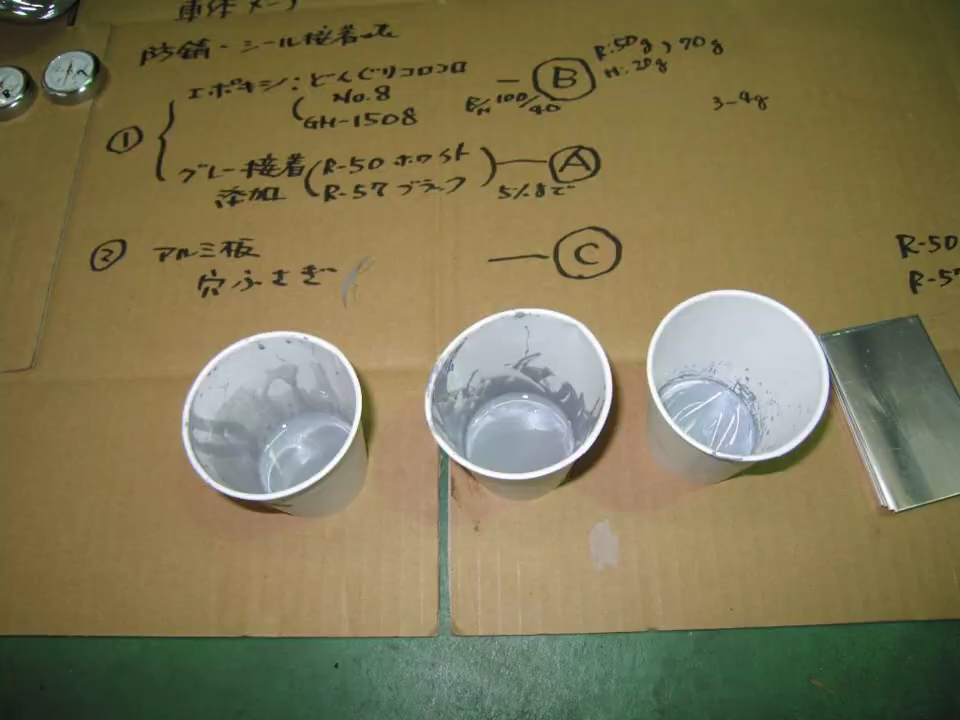 車体メーカ
防錆・シール接着
① エポキシ:どんぐりコロコロ — Ⓑ R:50g } 70g
No.8 R/H 100/40 H:20g
GH-1508 3-4g
グレー接着 (R-50 ホワイト) — Ⓐ
添加 R-57 ブラック 5%まで
② アルミ板 — Ⓒ R-50
穴ふさぎ R-57